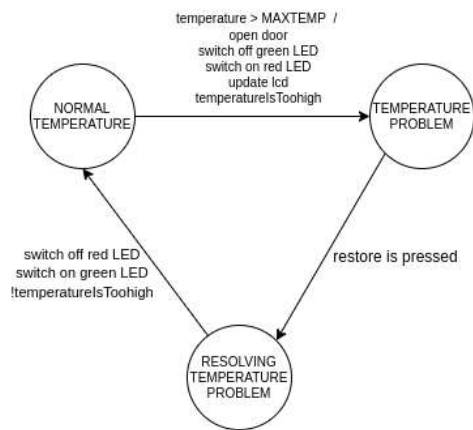 temperature > MAXTEMP /
open door
switch off green LED
switch on red LED
update lcd
temperatureIsToohigh
NORMAL
TEMPERATURE
TEMPERATURE
PROBLEM
switch off red LED
switch on green LED
!temperatureIsToohigh
restore is pressed
RESOLVING
TEMPERATURE
PROBLEM